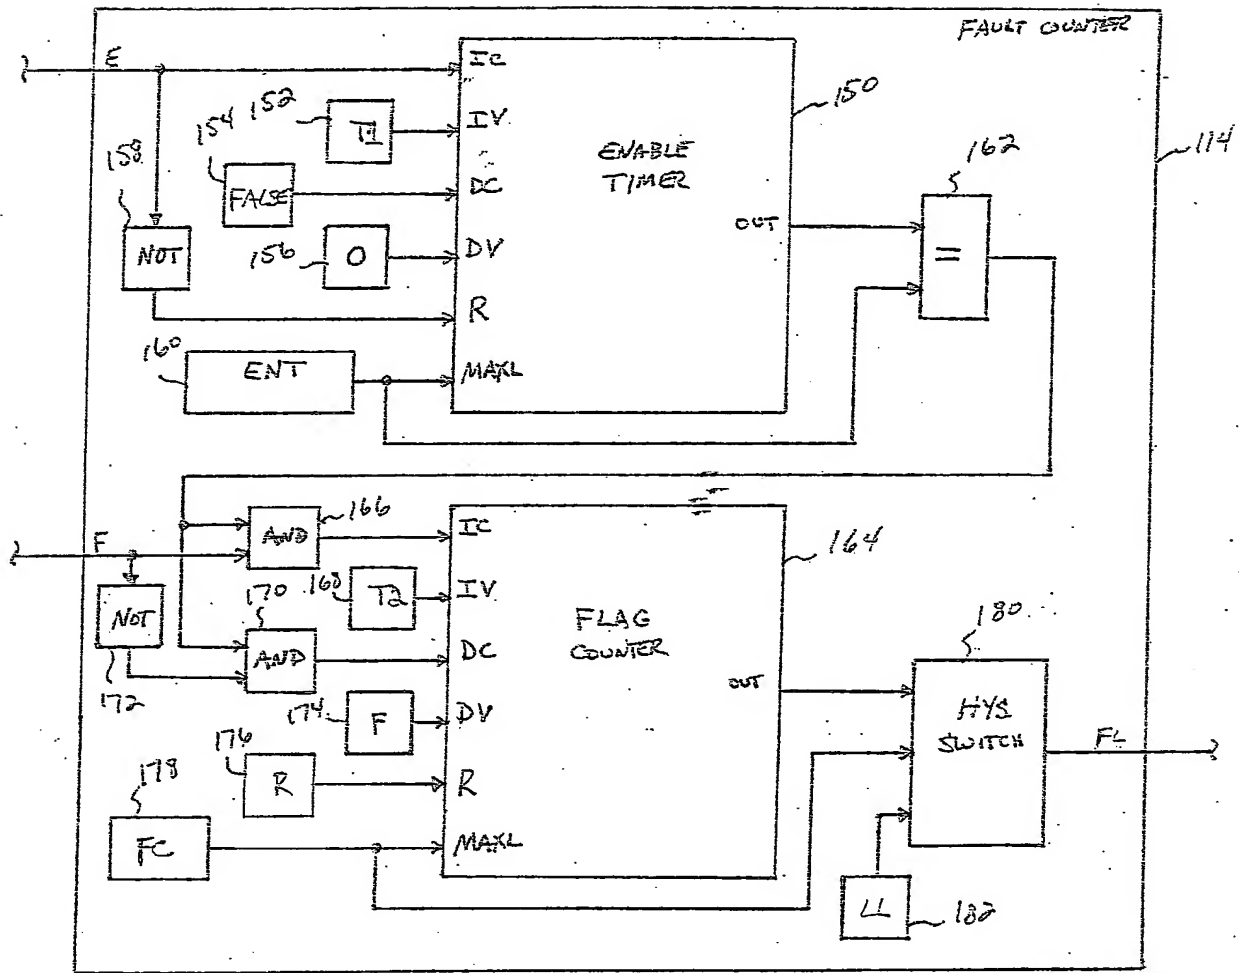 FAULT COUNTER
E
IC
152
T1
IV
150
154
ENABLE
TIMER
114
158
FALSE
DC
162
NOT
156
O
DV
OUT
=
R
160
ENT
MAXL
F
AND
166
IC
164
NOT
170
168
T2
IV
FLAG
COUNTER
180
172
AND
DC
OUT
174
F
DV
HYS
SWITCH
FL
176
R
R
178
FC
MAXL
LL
182